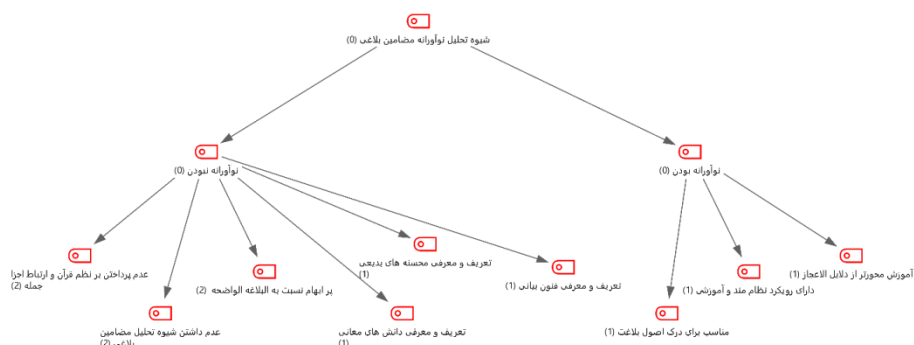 شیوه تحلیل نوآورانه مضامین بلاغی (0)
نوآورانه بودن (0)
نوآورانه نبودن (0)
آموزش محورتر از دلایل الاعجاز (1)
دارای رویکرد نظام مند و آموزشی (1)
مناسب برای درک اصول بلاغت (1)
تعریف و معرفی فنون بیانی (1)
تعریف و معرفی محسنه های بدیعی
(1)
تعریف و معرفی دانش های معانی
(1)
پر ابهام نسبت به البلاغه الواضحه (2)
عدم داشتن شیوه تحلیل مضامین
بلاغی (2)
عدم پرداختن بر نظم قرآن و ارتباط اجزا
جمله (2)